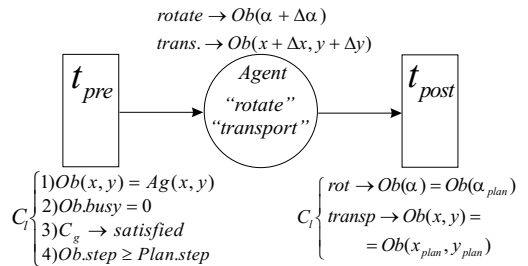 rotate → Ob(α + Δα)
trans. → Ob(x + Δx, y + Δy)
t_pre
Agent
"rotate"
"transport"
t_post
C_l { 1)Ob(x, y) = Ag(x, y)
2)Ob.busy = 0
3)C_g → satisfied
4)Ob.step ≥ Plan.step
C_l { rot → Ob(α) = Ob(α_plan)
transp → Ob(x, y) =
= Ob(x_plan, y_plan)